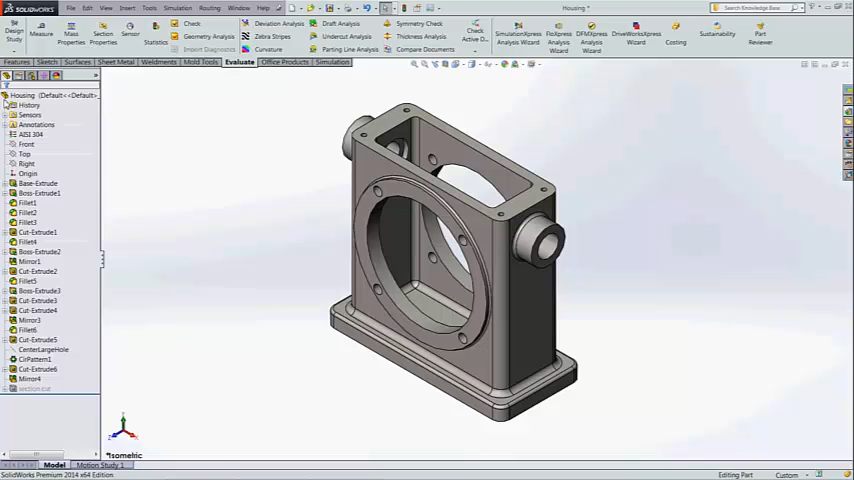 SOLIDWORKS File Edit View Insert Tools Simulation Routing Window Help Housing * Search Knowledge Base
Design Study
Measure
Mass Properties
Section Properties
Sensor
Statistics
Check
Geometry Analysis
Import Diagnostics
Deviation Analysis
Zebra Stripes
Curvature
Draft Analysis
Undercut Analysis
Parting Line Analysis
Symmetry Check
Thickness Analysis
Compare Documents
Check Active D...
SimulationXpress Analysis Wizard
FloXpress Analysis Wizard
DFMXpress Analysis Wizard
DriveWorksXpress Wizard
Costing
Sustainability
Part Reviewer
Features Sketch Surfaces Sheet Metal Weldments Mold Tools Evaluate Office Products Simulation
Housing (Default<<Default>_
History
Sensors
Annotations
AISI 304
Front
Top
Right
Origin
Base-Extrude
Boss-Extrude1
Fillet1
Fillet2
Fillet3
Cut-Extrude1
Fillet4
Boss-Extrude2
Mirror1
Cut-Extrude2
Fillet5
Boss-Extrude3
Cut-Extrude3
Cut-Extrude4
Mirror3
Fillet6
Cut-Extrude5
CenterLargeHole
CirPattern1
Cut-Extrude6
Mirror4
section cut
*Isometric
Model Motion Study 1
SolidWorks Premium 2014 x64 Edition Editing Part Custom